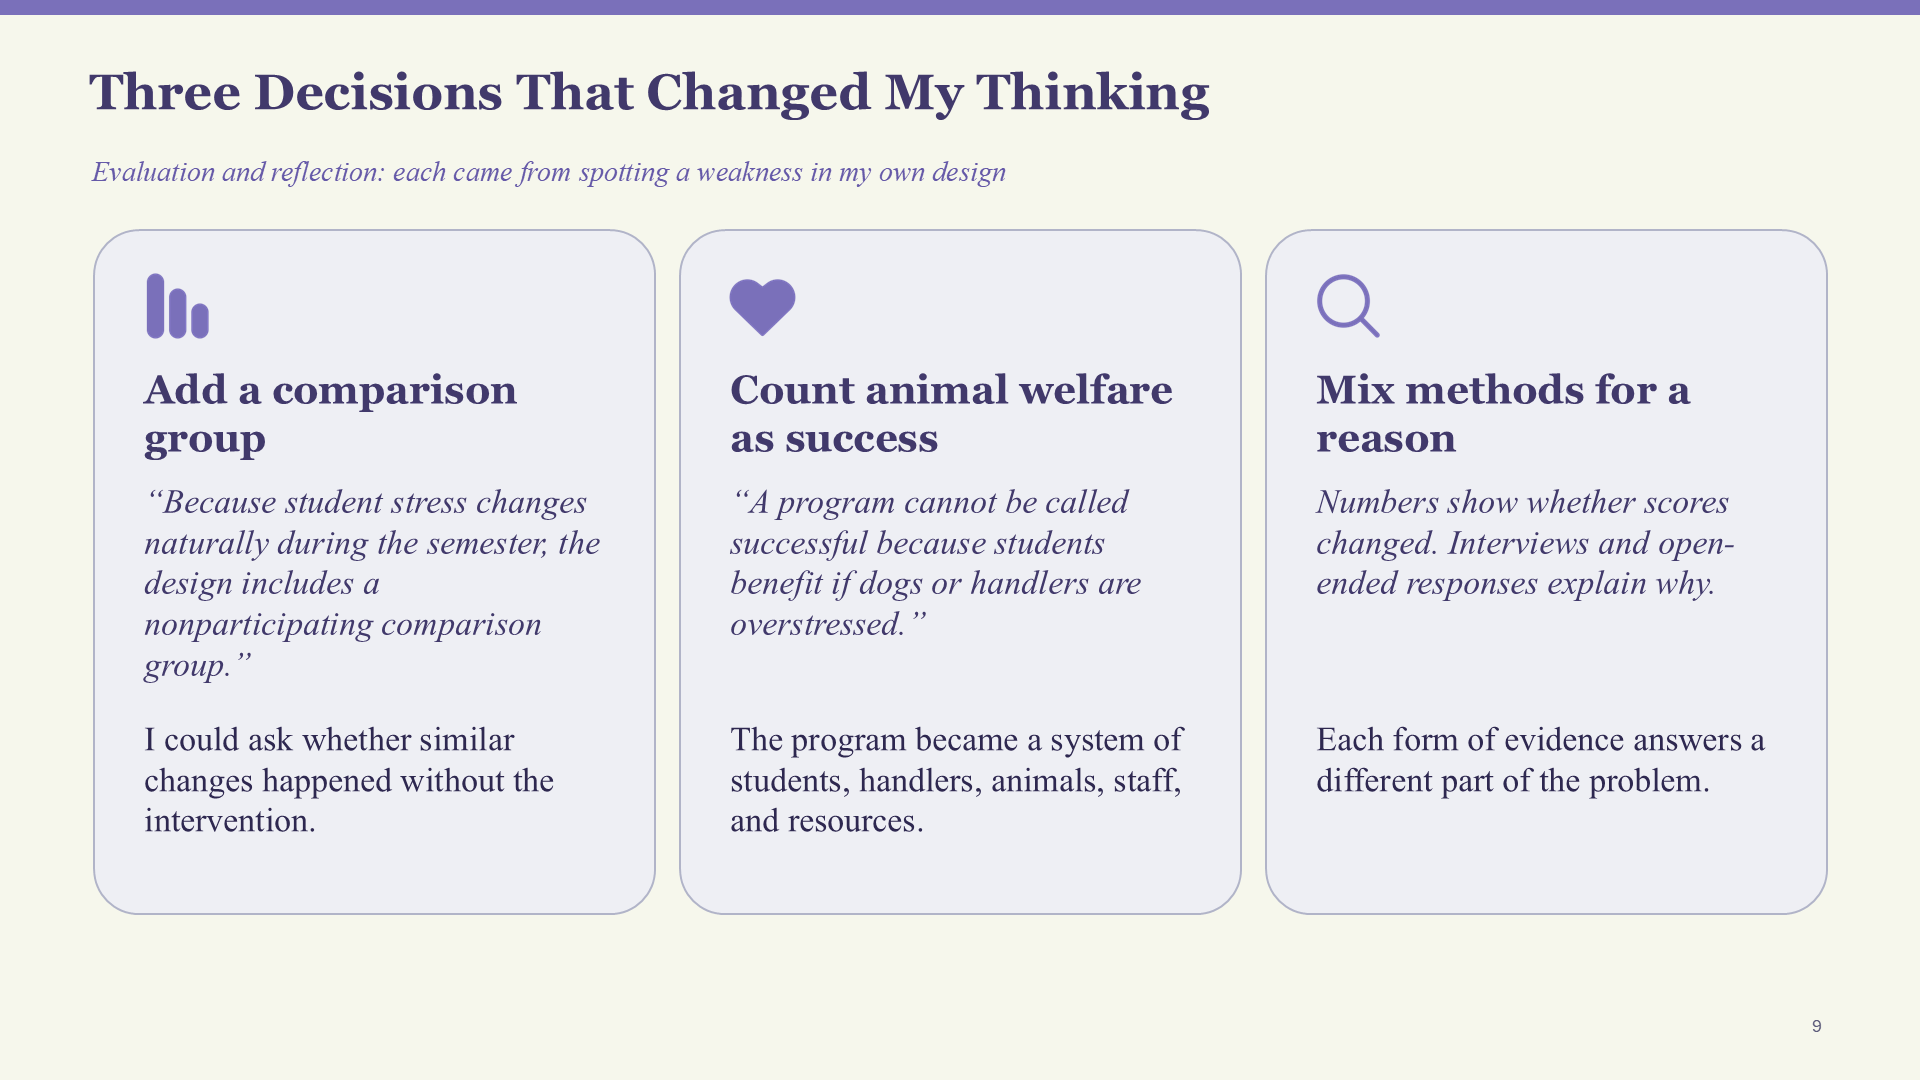 Three Decisions That Changed My Thinking
Evaluation and reflection: each came from spotting a weakness in my own design
Add a comparison
group
“Because student stress changes
naturally during the semester, the
design includes a
nonparticipating comparison
group.”
I could ask whether similar
changes happened without the
intervention.
Count animal welfare
as success
“A program cannot be called
successful because students
benefit if dogs or handlers are
overstressed.”
The program became a system of
students, handlers, animals, staff,
and resources.
Mix methods for a
reason
Numbers show whether scores
changed. Interviews and open-
ended responses explain why.
Each form of evidence answers a
different part of the problem.
9